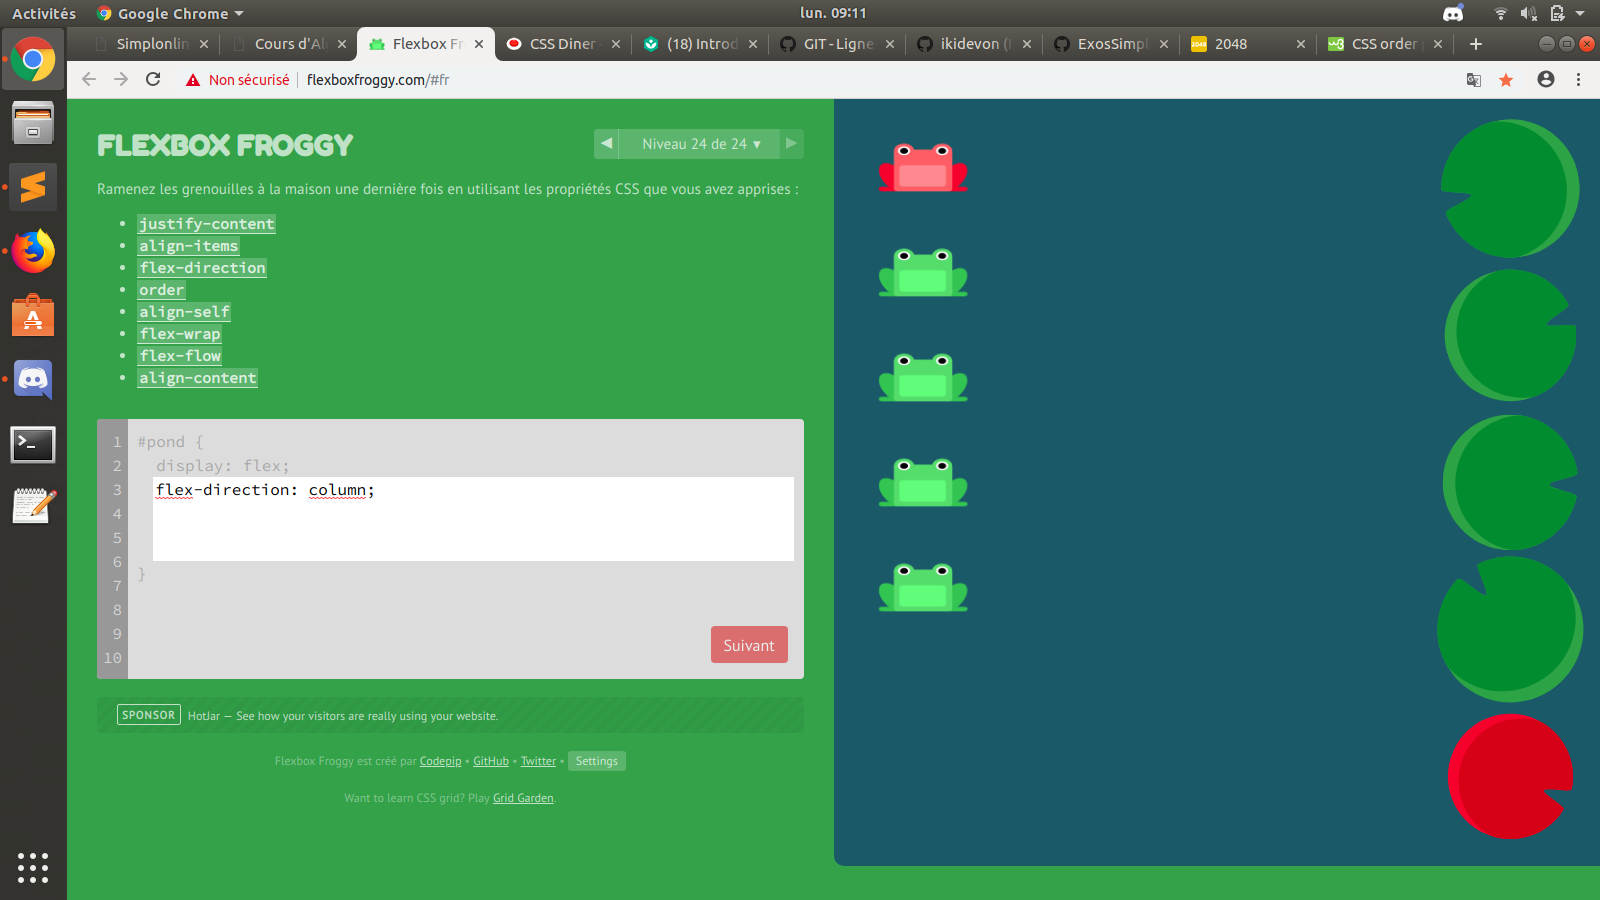 Activités
Google Chrome
lun. 09:11
Simplonlin
Cours d'Al
Flexbox Fr
CSS Diner
(18) Introd
GIT - Ligne
ikidevon (
ExosSimpl
2048
CSS order
Non sécurisé
flexboxfroggy.com/#fr
FLEXBOX FROGGY
Niveau 24 de 24
Ramenez les grenouilles à la maison une dernière fois en utilisant les propriétés CSS que vous avez apprises :
justify-content
align-items
flex-direction
order
align-self
flex-wrap
flex-flow
align-content
1 #pond {
2 display: flex;
3 flex-direction: column;
4
5
6
}
7
8
9
10
Suivant
SPONSOR HotJar — See how your visitors are really using your website.
Flexbox Froggy est créé par Codepip • GitHub • Twitter • Settings
Want to learn CSS grid? Play Grid Garden.